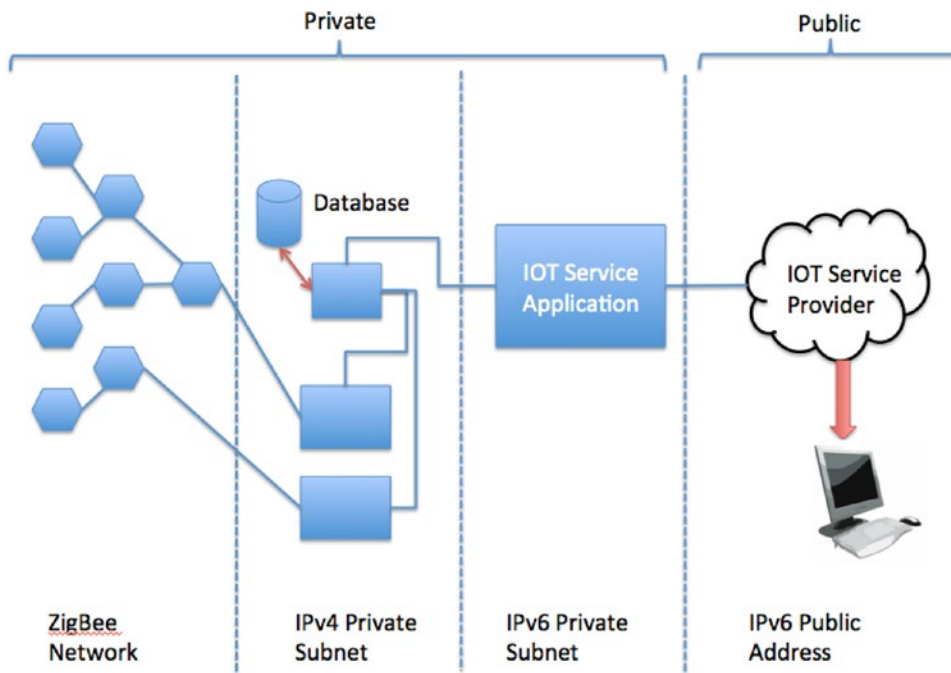 Private
Public
Database
IOT Service
Application
IOT Service
Provider
ZigBee
Network
IPv4 Private
Subnet
IPv6 Private
Subnet
IPv6 Public
Address